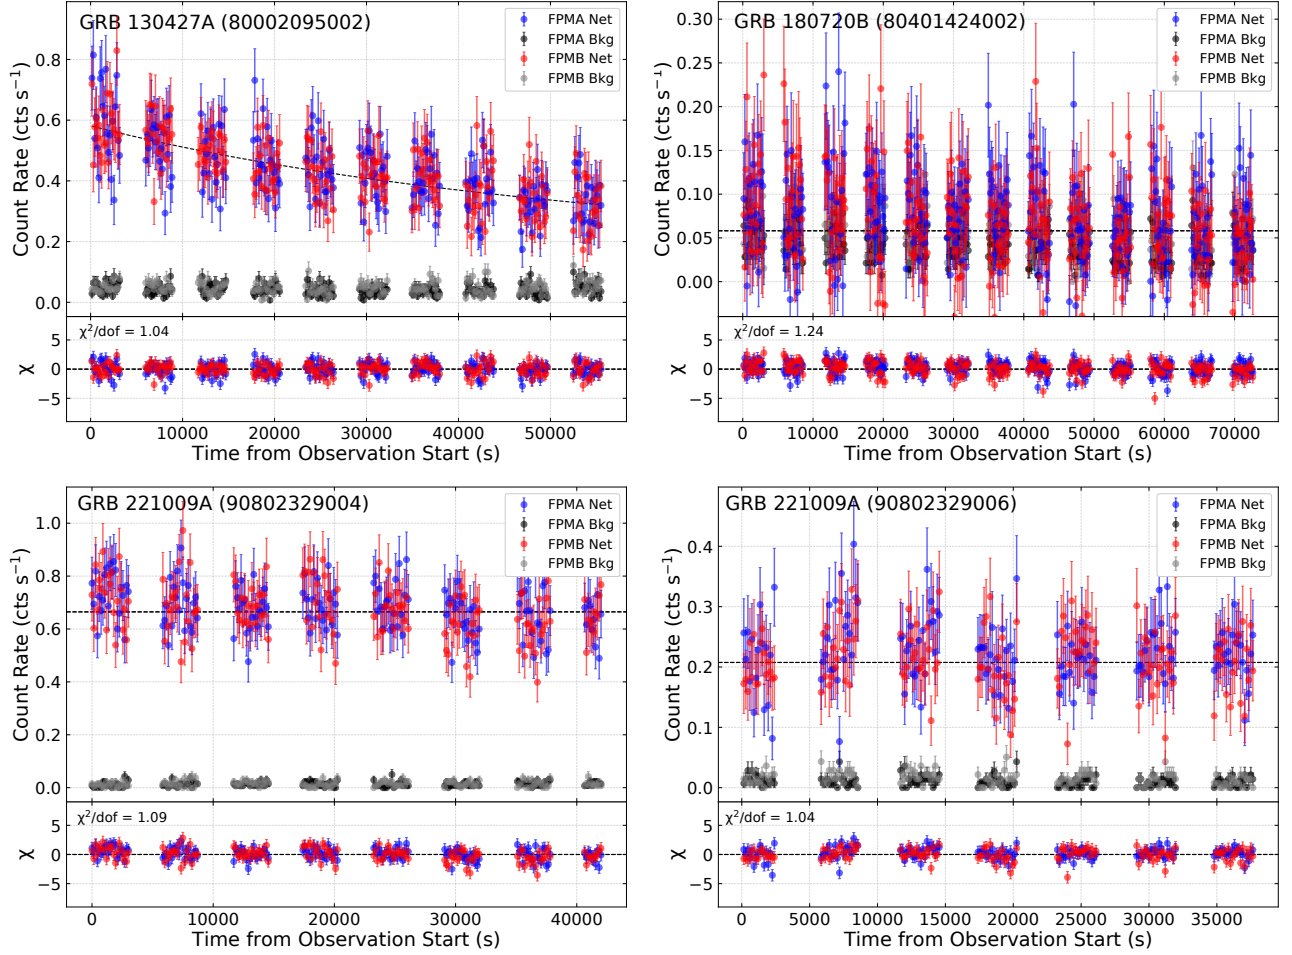 GRB 130427A (80002095002)
FPMA Net
FPMA Bkg
FPMB Net
FPMB Bkg
Count Rate (cts s⁻¹)
0.8
0.6
0.4
0.2
0.0
χ²/dof = 1.04
χ
5
0
−5
0 10000 20000 30000 40000 50000
Time from Observation Start (s)
GRB 180720B (80401424002)
FPMA Net
FPMA Bkg
FPMB Net
FPMB Bkg
Count Rate (cts s⁻¹)
0.30
0.25
0.20
0.15
0.10
0.05
0.00
χ²/dof = 1.24
χ
5
0
−5
0 10000 20000 30000 40000 50000 60000 70000
Time from Observation Start (s)
GRB 221009A (90802329004)
FPMA Net
FPMA Bkg
FPMB Net
FPMB Bkg
Count Rate (cts s⁻¹)
1.0
0.8
0.6
0.4
0.2
0.0
χ²/dof = 1.09
χ
5
0
−5
0 10000 20000 30000 40000
Time from Observation Start (s)
GRB 221009A (90802329006)
FPMA Net
FPMA Bkg
FPMB Net
FPMB Bkg
Count Rate (cts s⁻¹)
0.4
0.3
0.2
0.1
0.0
χ²/dof = 1.04
χ
5
0
−5
0 5000 10000 15000 20000 25000 30000 35000
Time from Observation Start (s)